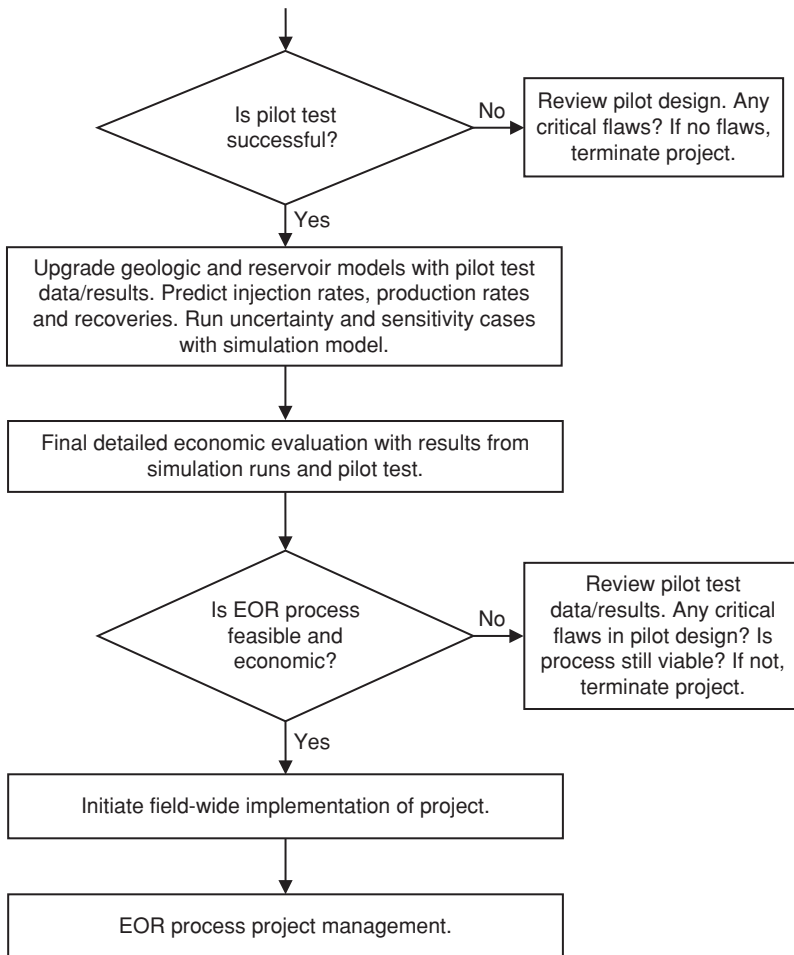 Is pilot test
successful?
No
Review pilot design. Any
critical flaws? If no flaws,
terminate project.
Yes
Upgrade geologic and reservoir models with pilot test
data/results. Predict injection rates, production rates
and recoveries. Run uncertainty and sensitivity cases
with simulation model.
Final detailed economic evaluation with results from
simulation runs and pilot test.
Is EOR process
feasible and
economic?
No
Review pilot test
data/results. Any critical
flaws in pilot design? Is
process still viable? If not,
terminate project.
Yes
Initiate field-wide implementation of project.
EOR process project management.